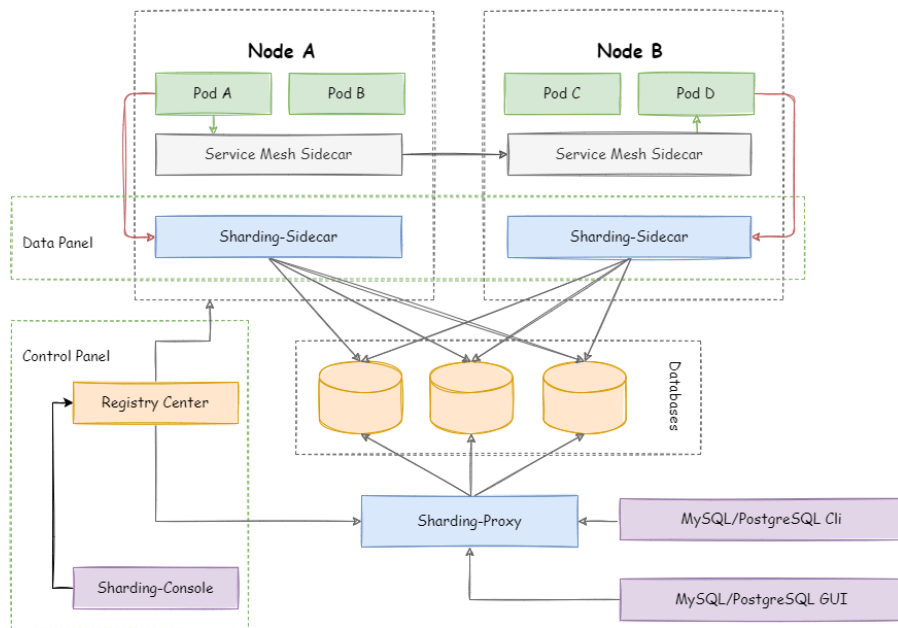 Node A
Node B
Pod A
Pod B
Pod C
Pod D
Service Mesh Sidecar
Service Mesh Sidecar
Data Panel
Sharding-Sidecar
Sharding-Sidecar
Control Panel
Databases
Registry Center
Sharding-Proxy
MySQL/PostgreSQL Cli
Sharding-Console
MySQL/PostgreSQL GUI